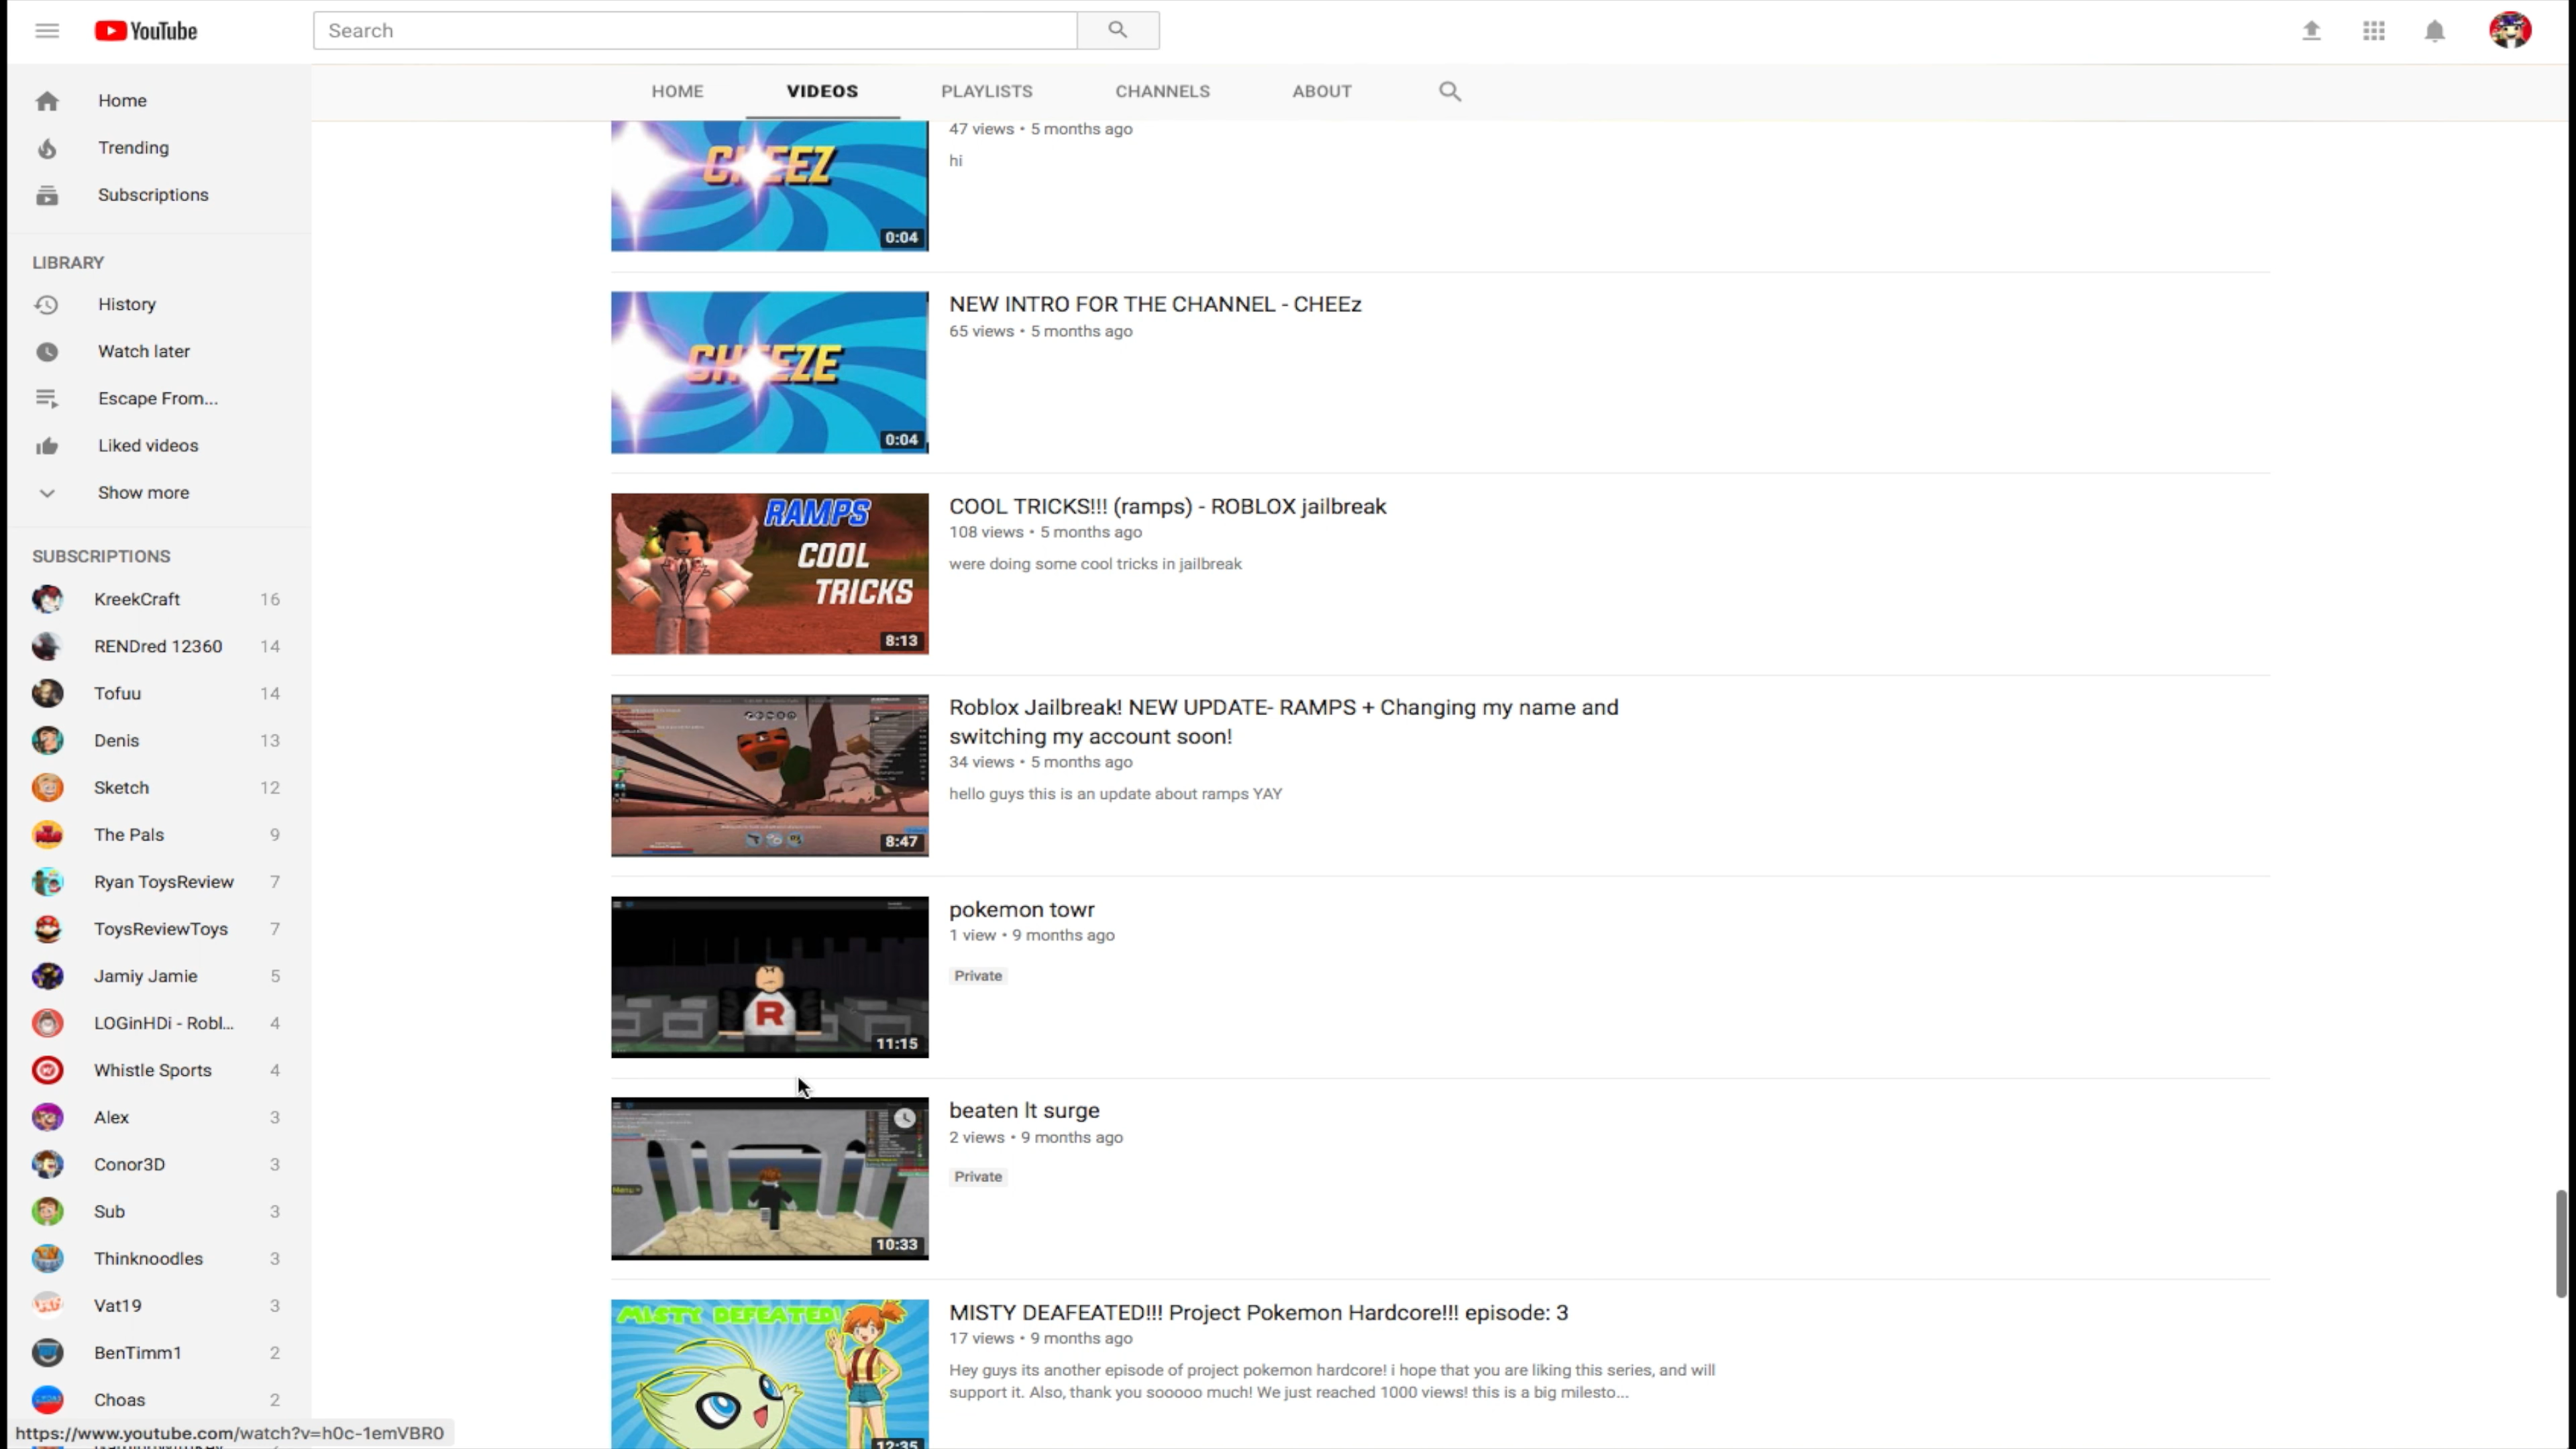 YouTube
Search
HOME
VIDEOS
PLAYLISTS
CHANNELS
ABOUT
Home
Trending
Subscriptions
LIBRARY
History
Watch later
Escape From...
Liked videos
Show more
SUBSCRIPTIONS
KreekCraft 16
RENDred 12360 14
Tofuu 14
Denis 13
Sketch 12
The Pals 9
Ryan ToysReview 7
ToysReviewToys 7
Jamiy Jamie 5
LOGinHDi - Robl... 4
Whistle Sports 4
Alex 3
Conor3D 3
Sub 3
Thinknoodles 3
Vat19 3
BenTimm1 2
Choas 2
https://www.youtube.com/watch?v=h0c-1emVBR0
0:04
47 views • 5 months ago
hi
0:04
NEW INTRO FOR THE CHANNEL - CHEEz
65 views • 5 months ago
RAMPS
COOL
TRICKS
8:13
COOL TRICKS!!! (ramps) - ROBLOX jailbreak
108 views • 5 months ago
were doing some cool tricks in jailbreak
8:47
Roblox Jailbreak! NEW UPDATE- RAMPS + Changing my name and
switching my account soon!
34 views • 5 months ago
hello guys this is an update about ramps YAY
R
11:15
pokemon towr
1 view • 9 months ago
Private
10:33
beaten lt surge
2 views • 9 months ago
Private
MISTY DEFEATED!
12:35
MISTY DEAFEATED!!! Project Pokemon Hardcore!!! episode: 3
17 views • 9 months ago
Hey guys its another episode of project pokemon hardcore! i hope that you are liking this series, and will
support it. Also, thank you sooooo much! We just reached 1000 views! this is a big milesto...